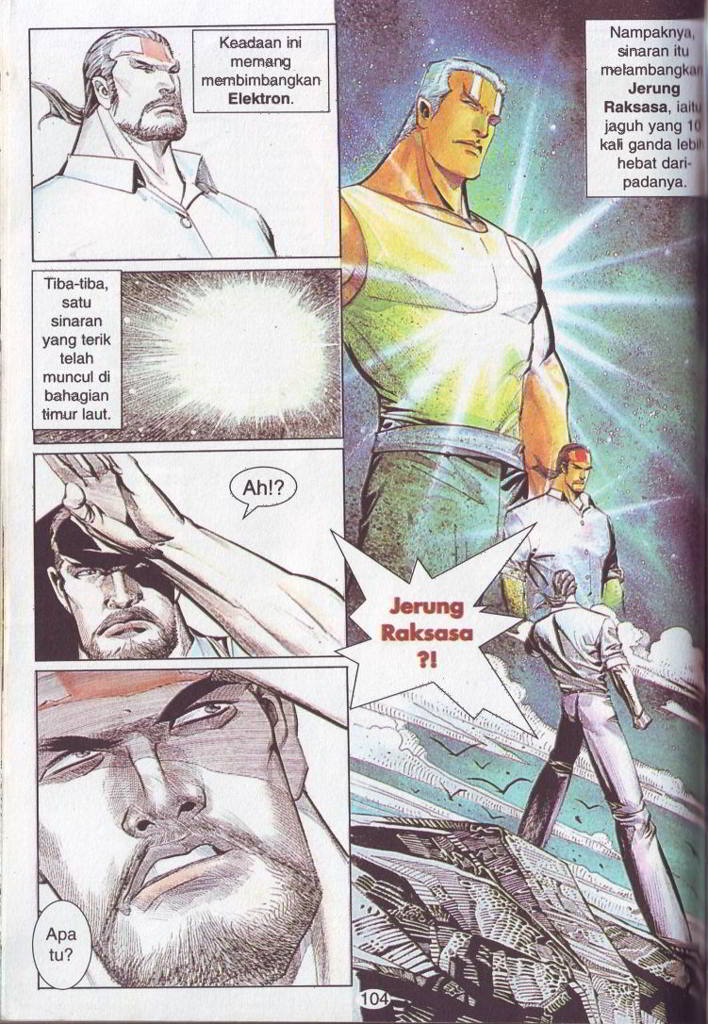 Keadaan ini
memang
membimbangkan
Elektron.
Tiba-tiba,
satu
sinaran
yang terik
telah
muncul di
bahagian
timur laut.
Ah!?
Apa
tu?
Nampaknya,
sinaran itu
melambangkan
Jerung
Raksasa, iaitu
jaguh yang 10
kali ganda lebih
hebat dari-
padanya.
Jerung
Raksasa
?!
104